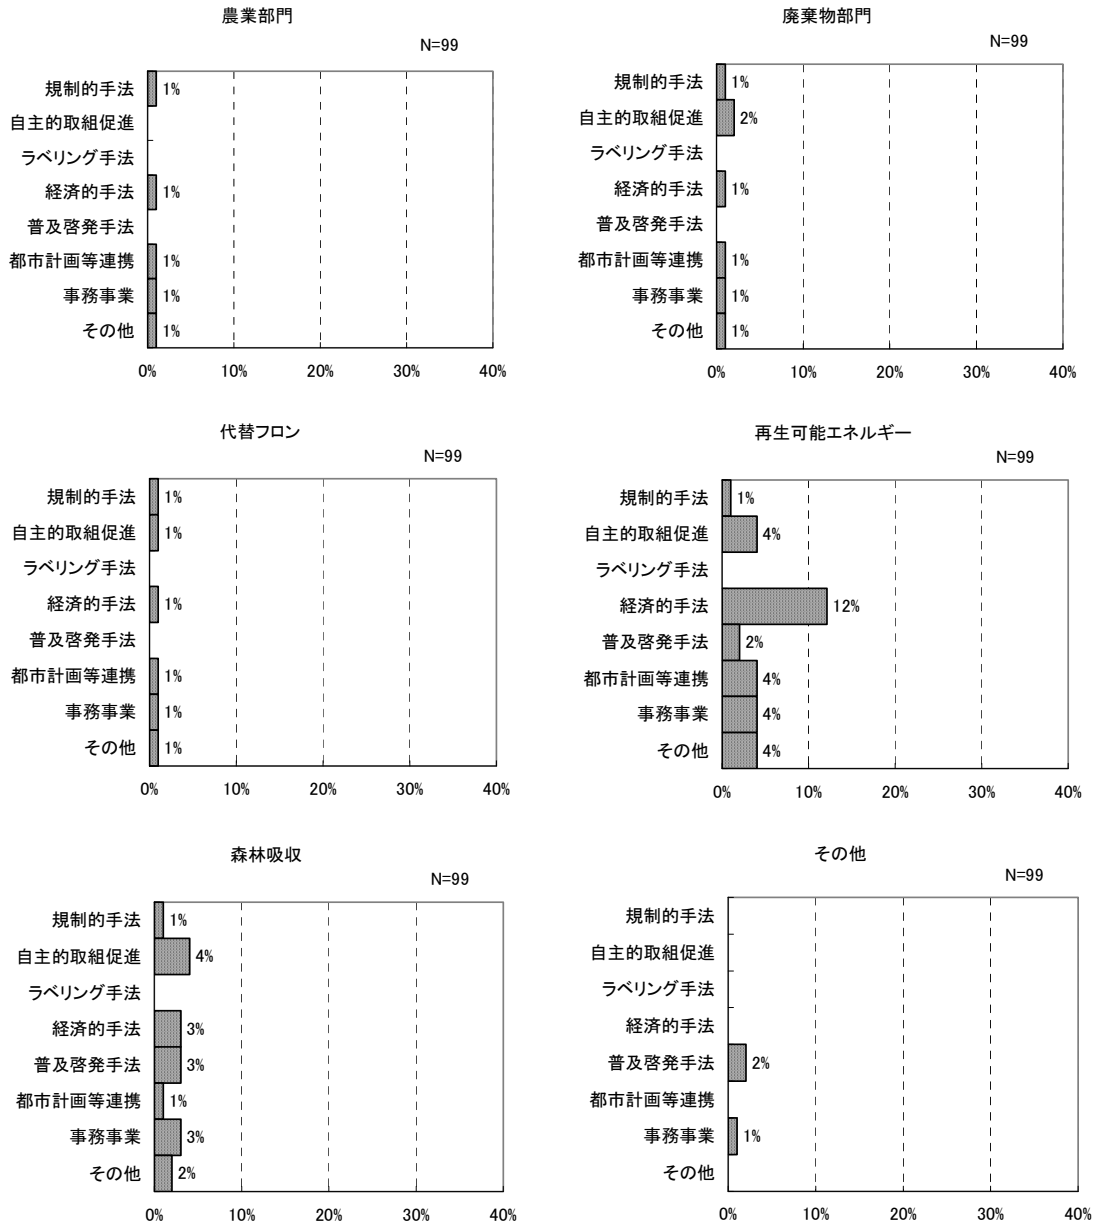 農業部門
N=99
規制的手法 1%
自主的取組促進
ラベリング手法
経済的手法 1%
普及啓発手法
都市計画等連携 1%
事務事業 1%
その他 1%
0% 10% 20% 30% 40%
廃棄物部門
N=99
規制的手法 1%
自主的取組促進 2%
ラベリング手法
経済的手法 1%
普及啓発手法
都市計画等連携 1%
事務事業 1%
その他 1%
0% 10% 20% 30% 40%
代替フロン
N=99
規制的手法 1%
自主的取組促進 1%
ラベリング手法
経済的手法 1%
普及啓発手法
都市計画等連携 1%
事務事業 1%
その他 1%
0% 10% 20% 30% 40%
再生可能エネルギー
N=99
規制的手法 1%
自主的取組促進 4%
ラベリング手法
経済的手法 12%
普及啓発手法 2%
都市計画等連携 4%
事務事業 4%
その他 4%
0% 10% 20% 30% 40%
森林吸収
N=99
規制的手法 1%
自主的取組促進 4%
ラベリング手法
経済的手法 3%
普及啓発手法 3%
都市計画等連携 1%
事務事業 3%
その他 2%
0% 10% 20% 30% 40%
その他
N=99
規制的手法
自主的取組促進
ラベリング手法
経済的手法
普及啓発手法 2%
都市計画等連携
事務事業 1%
その他
0% 10% 20% 30% 40%